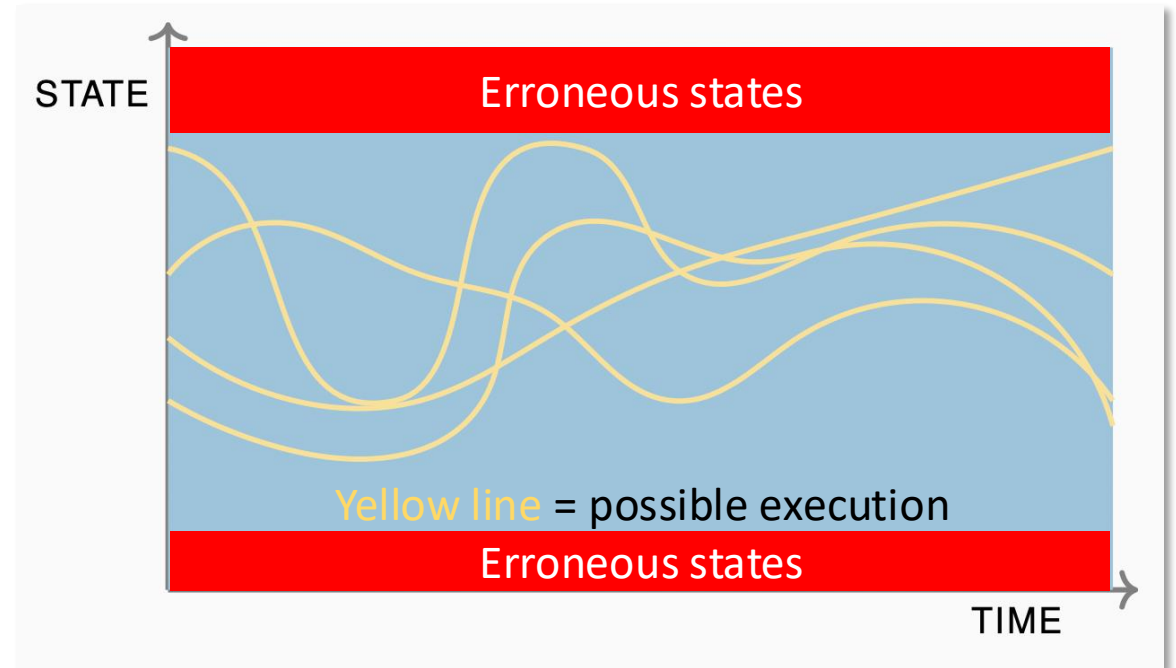 STATE
Erroneous states
Yellow line = possible execution
Erroneous states
TIME